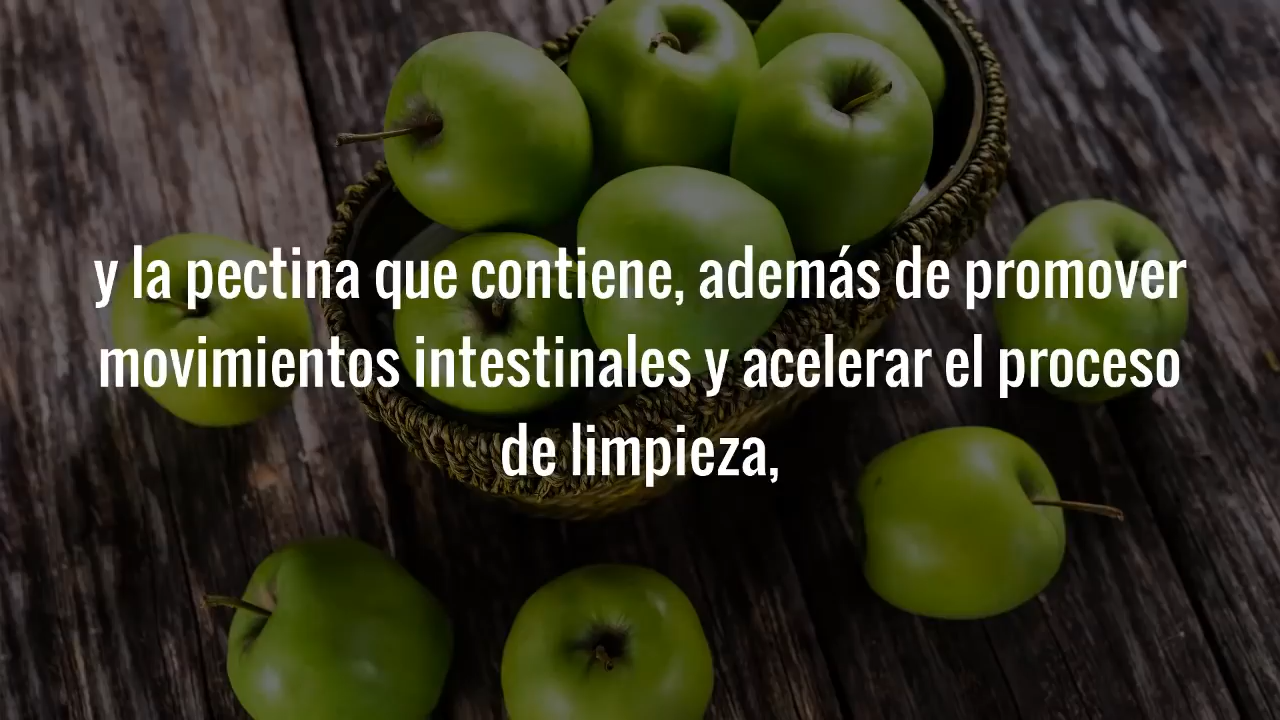 y la pectina que contiene, además de promover
movimientos intestinales y acelerar el proceso
de limpieza,